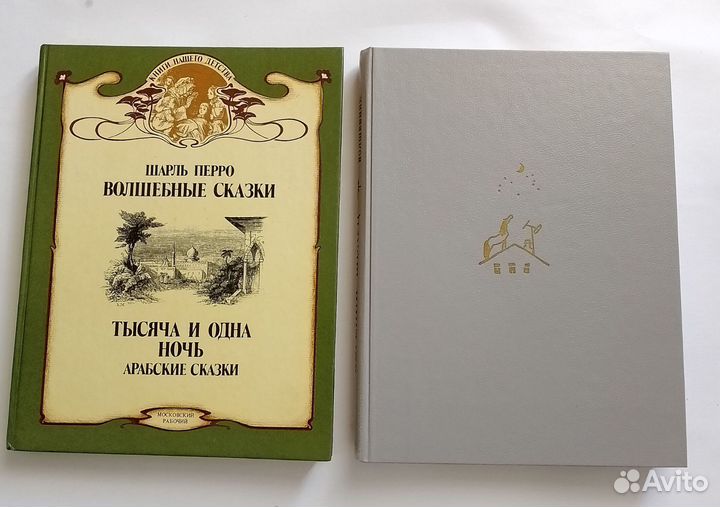 КНИГИ НАШЕГО ДЕТСТВА
ШАРЛЬ ПЕРРО
ВОЛШЕБНЫЕ СКАЗКИ
ТЫСЯЧА И ОДНА
НОЧЬ
АРАБСКИЕ СКАЗКИ
МОСКОВСКИЙ
РАБОЧИЙ
Avito